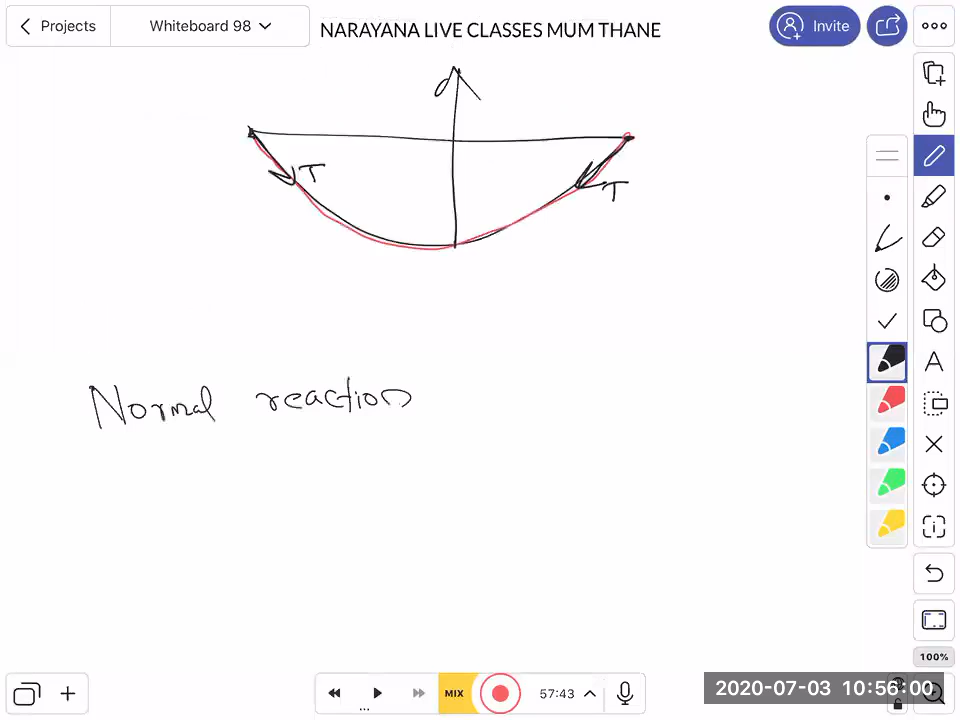 Projects
Whiteboard 98
NARAYANA LIVE CLASSES MUM THANE
Invite
T
T
Normal reaction
A
100%
MIX
57:43
2020-07-03 10:56:00